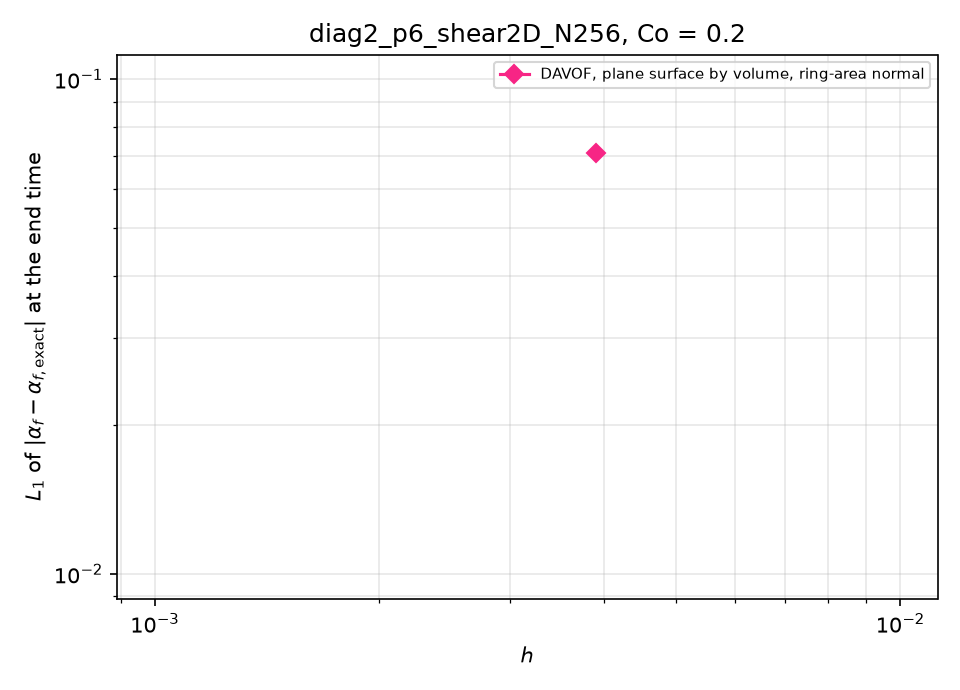 diag2_p6_shear2D_N256, Co = 0.2
DAVOF, plane surface by volume, ring-area normal
L₁ of |α_f − α_{f,exact}| at the end time
10⁻¹
10⁻²
10⁻³
10⁻²
h